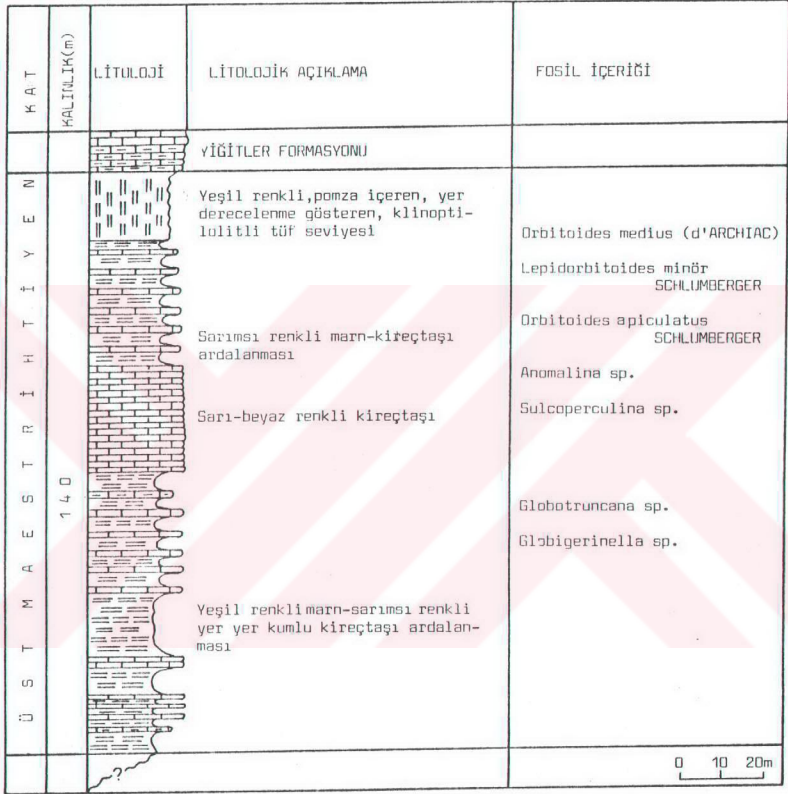 KAT
KALINLIK(m)
LİTOLOJİ
LİTOLOJİK AÇIKLAMA
FOSİL İÇERİĞİ
YİĞİTLER FORMASYONU
ÜST MAESTRİHTİYEN
140
Yeşil renkli,pomza içeren, yer
derecelenme gösteren, klinopti-
lolitli tüf seviyesi
Sarımsı renkli marn-kireçtaşı
ardalanması
Sarı-beyaz renkli kireçtaşı
Yeşil renkli marn-sarımsı renkli
yer yer kumlu kireçtaşı ardalan-
ması
Orbitoides medius (d'ARCHIAC)
Lepidorbitoides minör
SCHLUMBERGER
Orbitoides apiculatus
SCHLUMBERGER
Anomalina sp.
Sulcoperculina sp.
Globotruncana sp.
Globigerinella sp.
?
0 10 20m